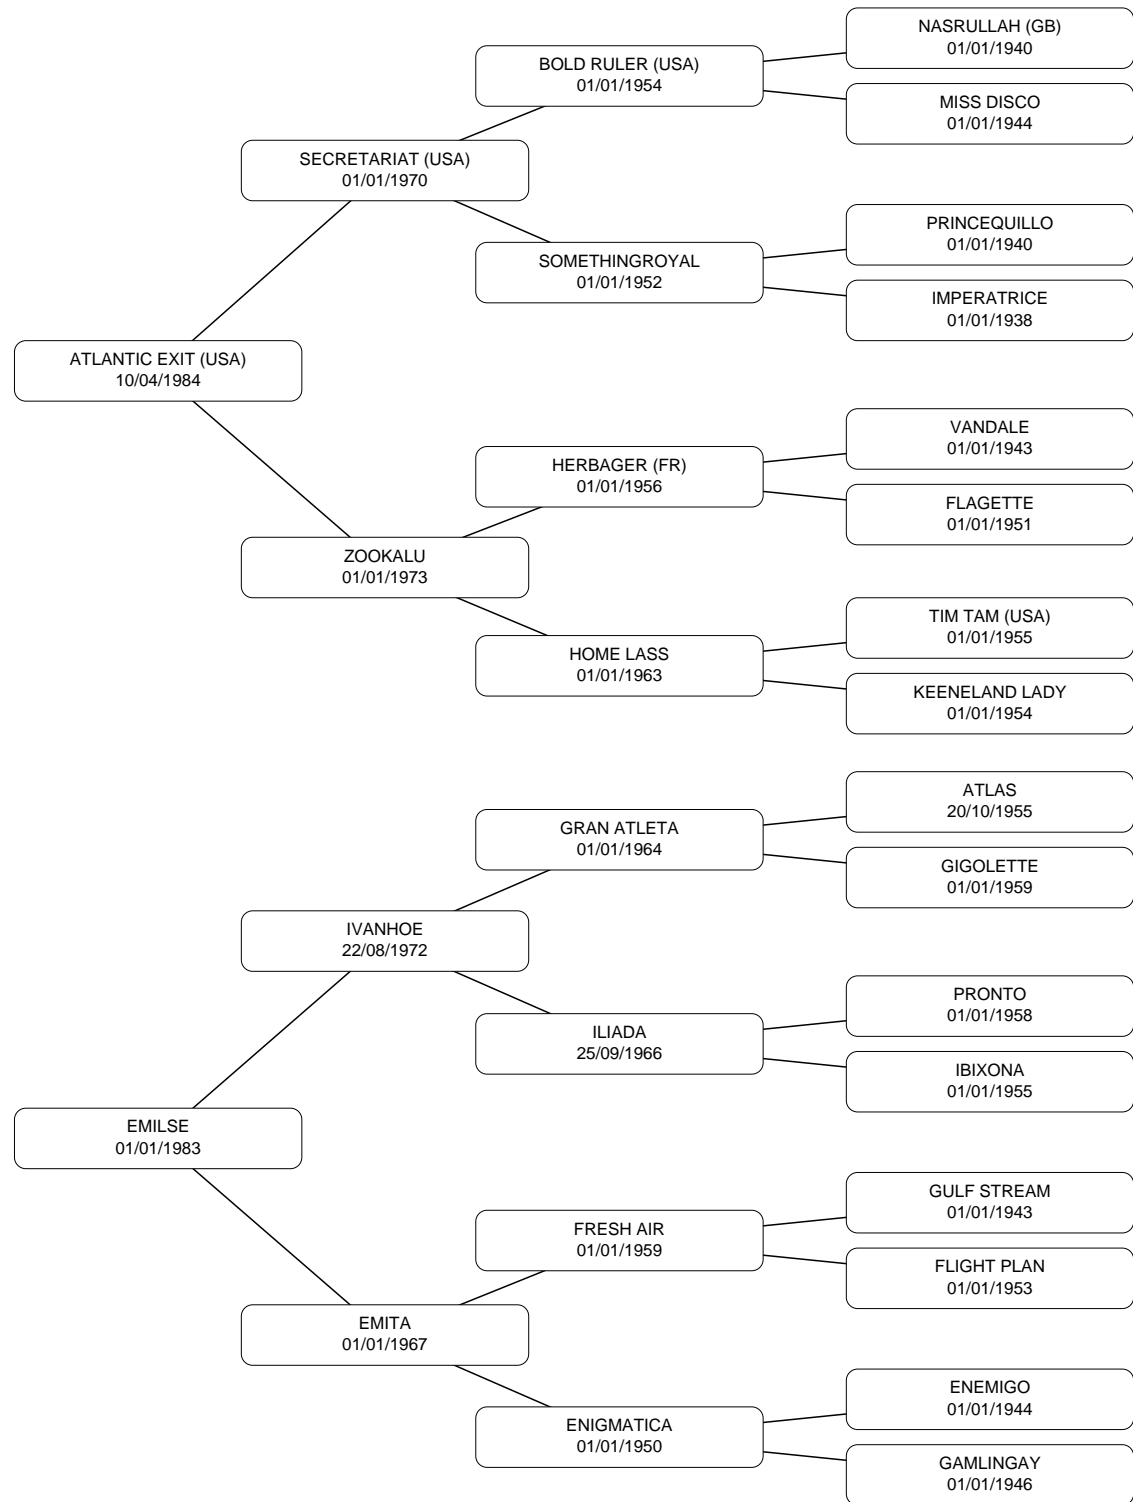 NASRULLAH (GB)
01/01/1940
BOLD RULER (USA)
01/01/1954
MISS DISCO
01/01/1944
SECRETARIAT (USA)
01/01/1970
PRINCEQUILLO
01/01/1940
SOMETHINGROYAL
01/01/1952
IMPERATRICE
01/01/1938
ATLANTIC EXIT (USA)
10/04/1984
VANDALE
01/01/1943
HERBAGER (FR)
01/01/1956
FLAGETTE
01/01/1951
ZOOKALU
01/01/1973
TIM TAM (USA)
01/01/1955
HOME LASS
01/01/1963
KEENELAND LADY
01/01/1954
ATLAS
20/10/1955
GRAN ATLETA
01/01/1964
GIGOLETTE
01/01/1959
IVANHOE
22/08/1972
PRONTO
01/01/1958
ILIADA
25/09/1966
IBIXONA
01/01/1955
EMILSE
01/01/1983
GULF STREAM
01/01/1943
FRESH AIR
01/01/1959
FLIGHT PLAN
01/01/1953
EMITA
01/01/1967
ENEMIGO
01/01/1944
ENIGMATICA
01/01/1950
GAMLINGAY
01/01/1946